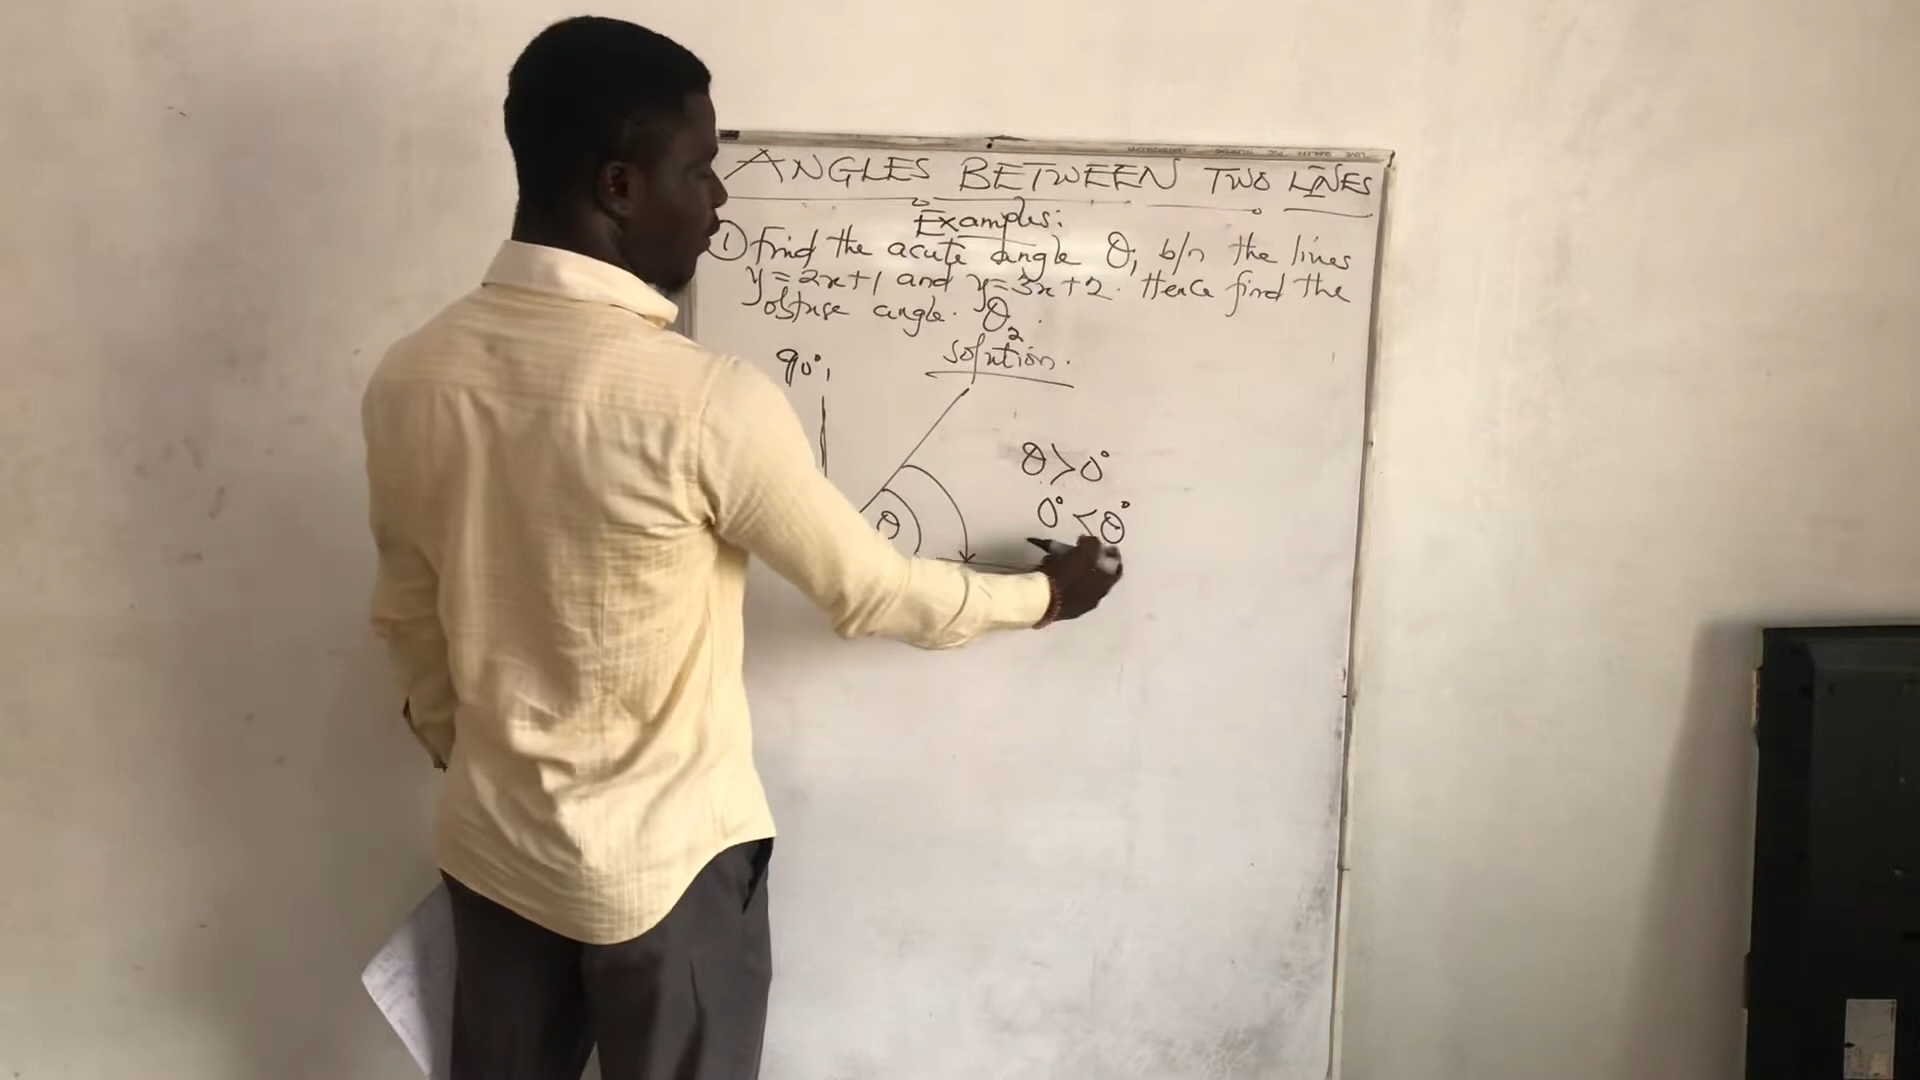 ANGLES BETWEEN TWO LINES
Examples:
① Find the acute angle θ, b/n the lines
y=2x+1 and y=3x+2. Hence find the
obtuse angle. θ2.
Solution.
90°
θ>0°
0°<θ°
θ